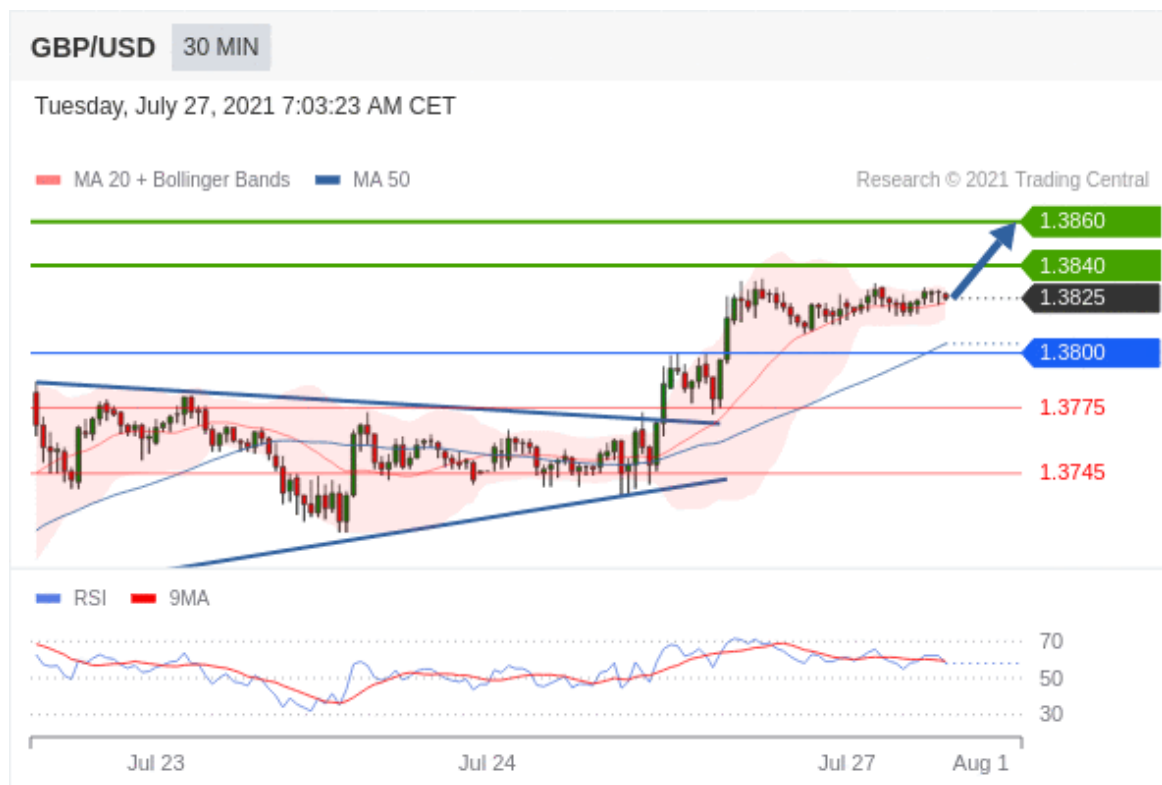 GBP/USD 30 MIN
Tuesday, July 27, 2021 7:03:23 AM CET
MA 20 + Bollinger Bands MA 50 Research © 2021 Trading Central
1.3860
1.3840
1.3825
1.3800
1.3775
1.3745
RSI 9MA
70
50
30
Jul 23 Jul 24 Jul 27 Aug 1